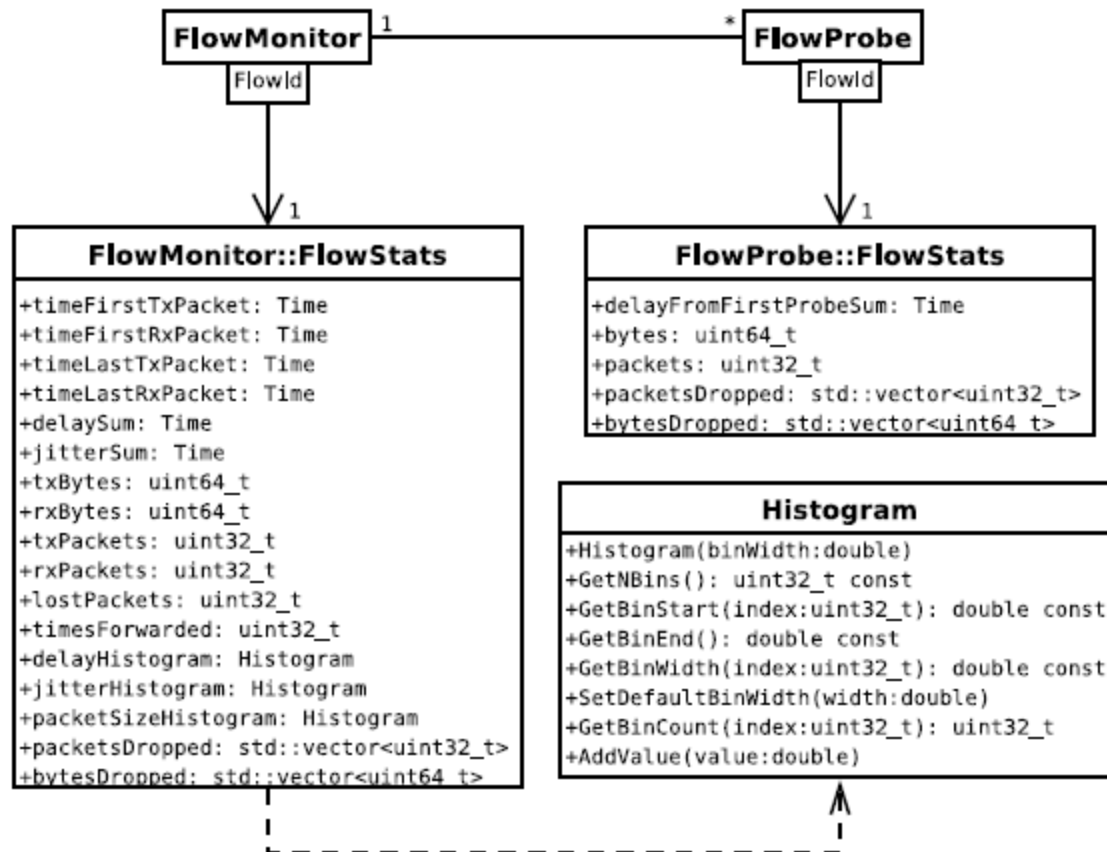 FlowMonitor
1
*
FlowProbe
FlowId
FlowId
1
1
FlowMonitor::FlowStats
+timeFirstTxPacket: Time
+timeFirstRxPacket: Time
+timeLastTxPacket: Time
+timeLastRxPacket: Time
+delaySum: Time
+jitterSum: Time
+txBytes: uint64_t
+rxBytes: uint64_t
+txPackets: uint32_t
+rxPackets: uint32_t
+lostPackets: uint32_t
+timesForwarded: uint32_t
+delayHistogram: Histogram
+jitterHistogram: Histogram
+packetSizeHistogram: Histogram
+packetsDropped: std::vector<uint32_t>
+bytesDropped: std::vector<uint64_t>
FlowProbe::FlowStats
+delayFromFirstProbeSum: Time
+bytes: uint64_t
+packets: uint32_t
+packetsDropped: std::vector<uint32_t>
+bytesDropped: std::vector<uint64_t>
Histogram
+Histogram(binWidth:double)
+GetNBins(): uint32_t const
+GetBinStart(index:uint32_t): double const
+GetBinEnd(): double const
+GetBinWidth(index:uint32_t): double const
+SetDefaultBinWidth(width:double)
+GetBinCount(index:uint32_t): uint32_t
+AddValue(value:double)